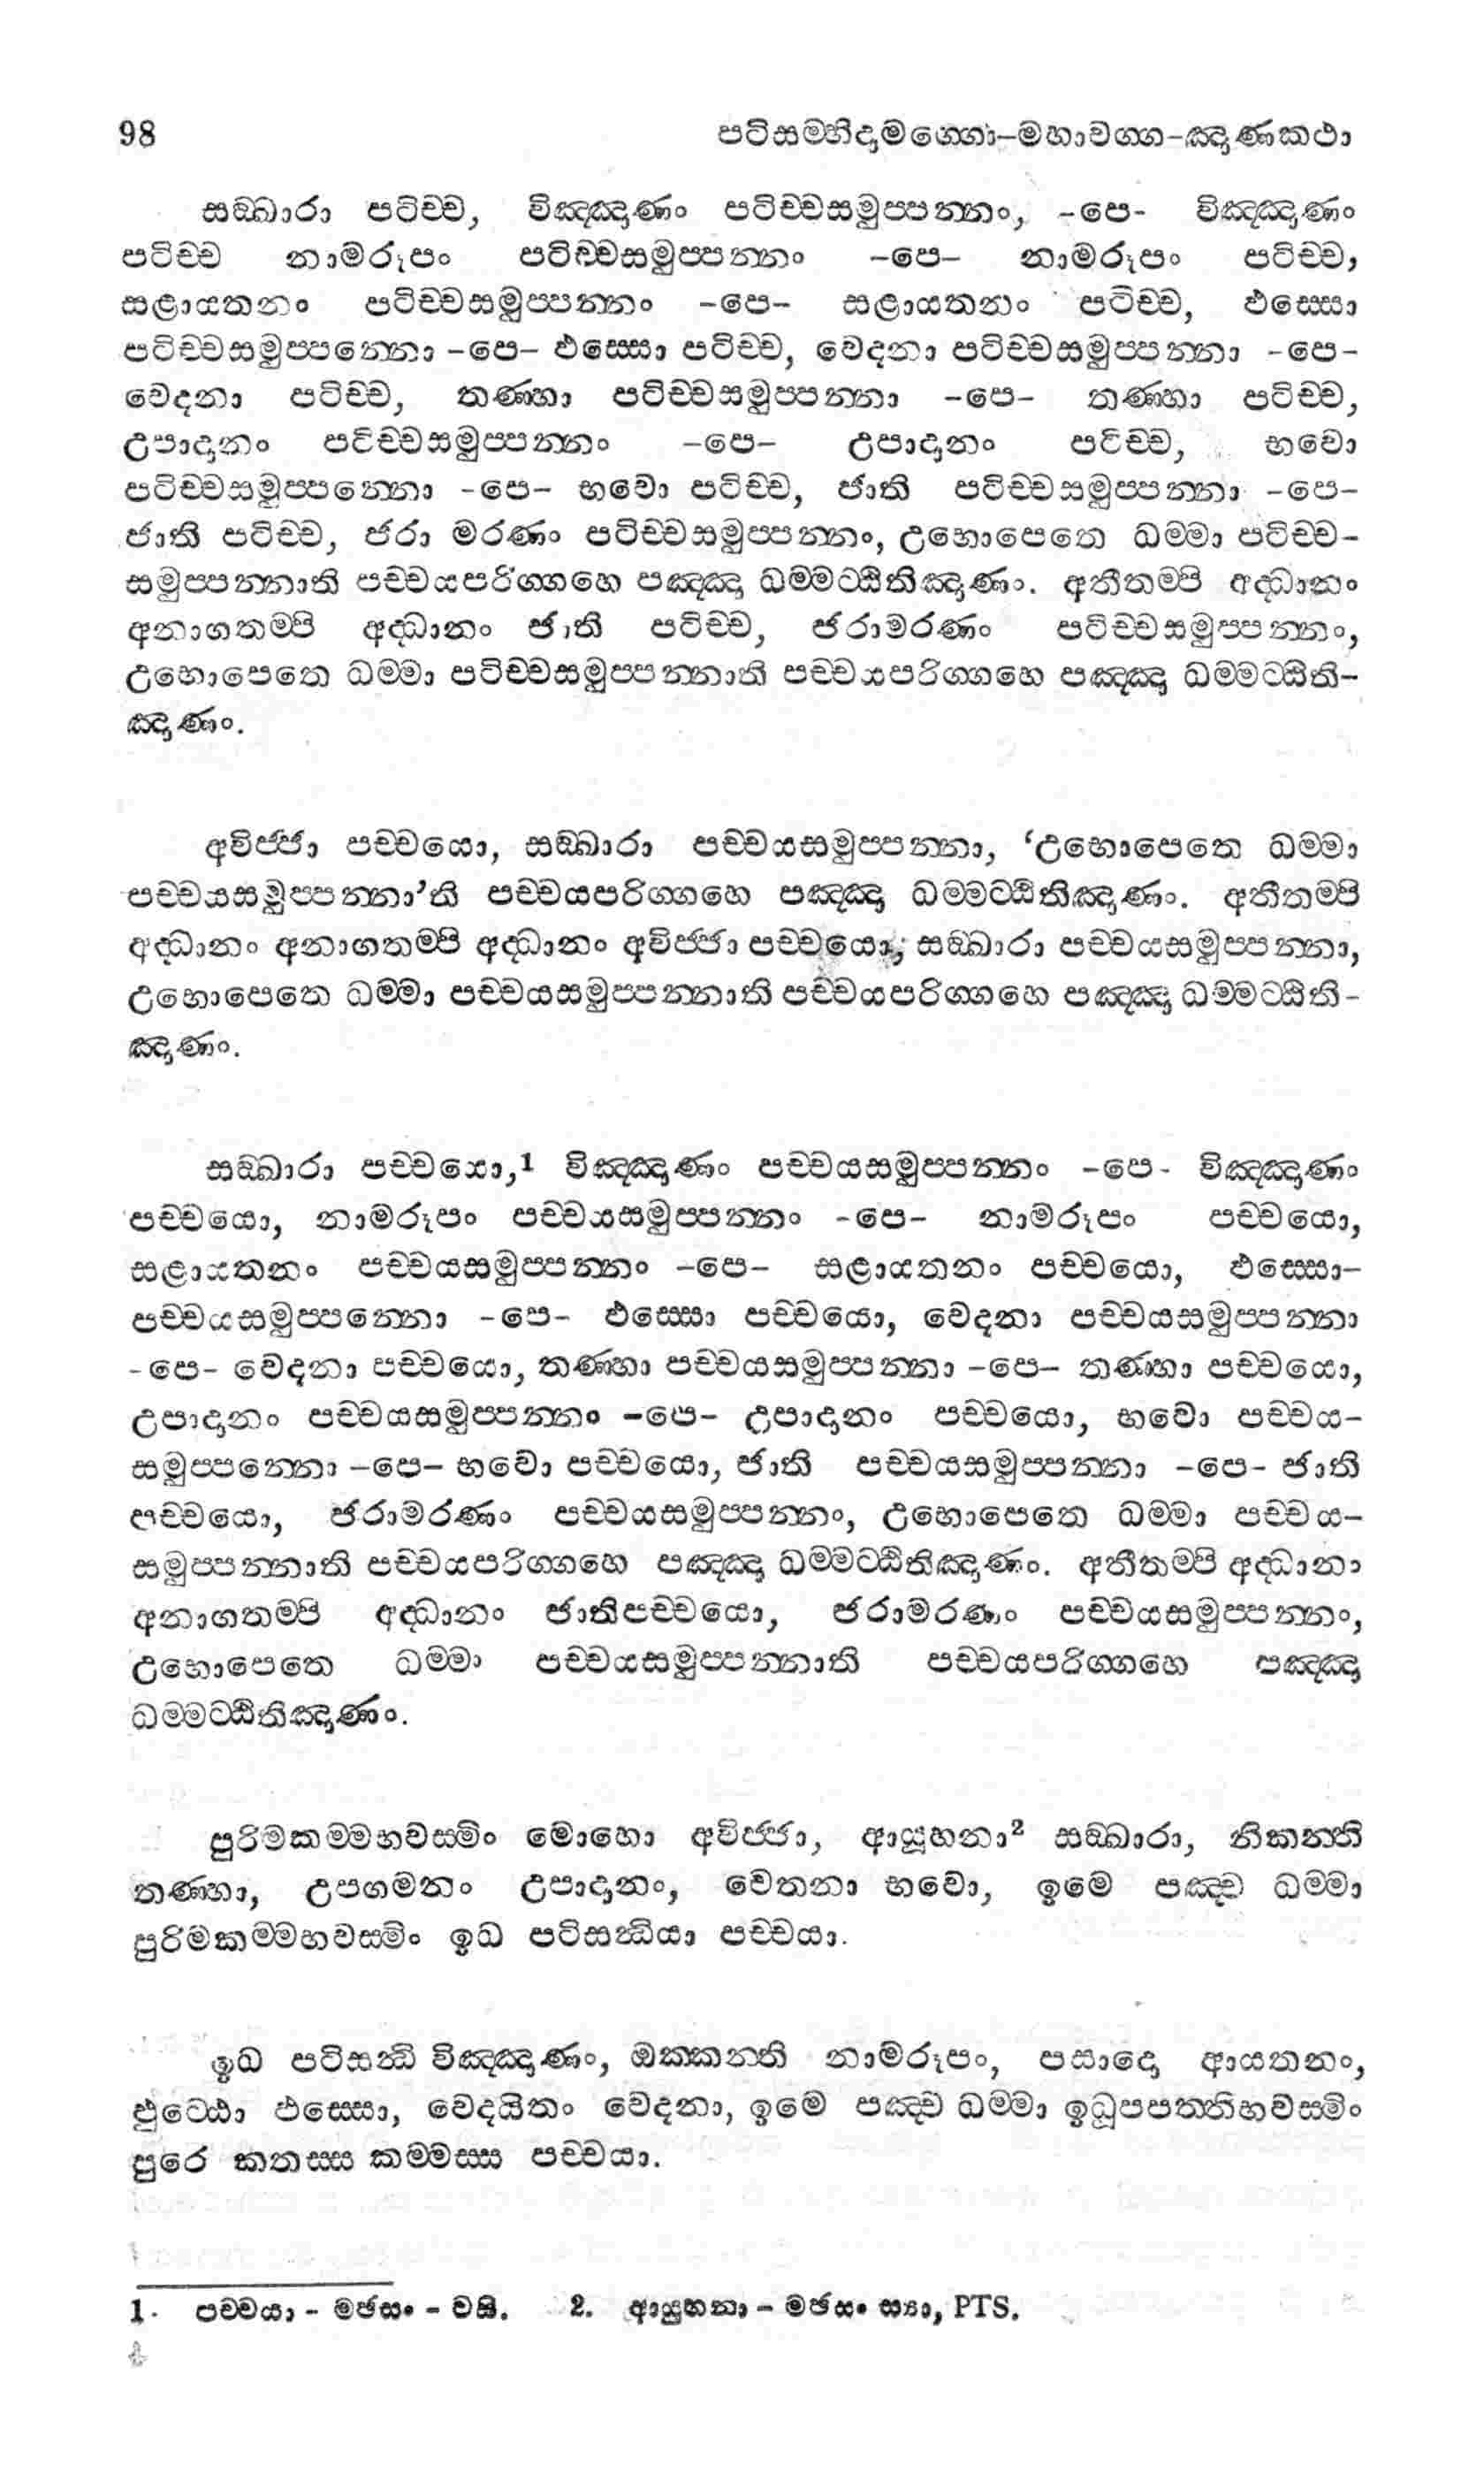 98 පටිසම්භිදාමග්ගො–මහාවග්ග–ඤාණකථා
සඞ්ඛාරා පටිච්ච, විඤ්ඤාණං පටිච්චසමුප්පන්නං, -පෙ- විඤ්ඤාණං
පටිච්ච නාමරූපං පටිච්චසමුප්පන්නං –පෙ– නාමරූපං පටිච්ච,
සළායතනං පටිච්චසමුප්පන්නං –පෙ– සළායතනං පටිච්ච, ඵස්සො
පටිච්චසමුප්පන්නො –පෙ– ඵස්සො පටිච්ච, වෙදනා පටිච්චසමුප්පන්නා -පෙ-
වෙදනා පටිච්ච, තණ්හා පටිච්චසමුප්පන්නා –පෙ– තණ්හා පටිච්ච,
උපාදානං පටිච්චසමුප්පන්නං –පෙ– උපාදානං පටිච්ච, භවො
පටිච්චසමුප්පන්නො -පෙ- භවො පටිච්ච, ජාති පටිච්චසමුප්පන්නා -පෙ-
ජාති පටිච්ච, ජරා මරණං පටිච්චසමුප්පන්නං, උභොපෙතෙ ධම්මා පටිච්ච-
සමුප්පන්නාති පච්චයපරිග්ගහෙ පඤ්ඤා ධම්මට්ඨිතිඤාණං. අතීතම්පි අද්ධානං
අනාගතම්පි අද්ධානං ජාති පටිච්ච, ජරාමරණං පටිච්චසමුප්පන්නං,
උභොපෙතෙ ධම්මා පටිච්චසමුප්පන්නාති පච්චයපරිග්ගහෙ පඤ්ඤා ධම්මට්ඨිති-
ඤාණං.
අවිජ්ජා පච්චයො, සඞ්ඛාරා පච්චයසමුප්පන්නා, ‘උභොපෙතෙ ධම්මා
පච්චයසමුප්පන්නා’ති පච්චයපරිග්ගහෙ පඤ්ඤා ධම්මට්ඨිතිඤාණං. අතීතම්පි
අද්ධානං අනාගතම්පි අද්ධානං අවිජ්ජා පච්චයො, සඞ්ඛාරා පච්චයසමුප්පන්නා,
උභොපෙතෙ ධම්මා පච්චයසමුප්පන්නාති පච්චයපරිග්ගහෙ පඤ්ඤා ධම්මට්ඨිති-
ඤාණං.
සඞ්ඛාරා පච්චයො,¹ විඤ්ඤාණං පච්චයසමුප්පන්නං -පෙ- විඤ්ඤාණං
පච්චයො, නාමරූපං පච්චයසමුප්පන්නං -පෙ– නාමරූපං පච්චයො,
සළායතනං පච්චයසමුප්පන්නං –පෙ– සළායතනං පච්චයො, ඵස්සො–
පච්චයසමුප්පන්නො -පෙ- ඵස්සො පච්චයො, වෙදනා පච්චයසමුප්පන්නා
-පෙ- වෙදනා පච්චයො, තණ්හා පච්චයසමුප්පන්නා –පෙ– තණ්හා පච්චයො,
උපාදානං පච්චයසමුප්පන්නං –පෙ- උපාදානං පච්චයො, භවො පච්චය-
සමුප්පන්නො –පෙ– භවො පච්චයො, ජාති පච්චයසමුප්පන්නා -පෙ- ජාති
පච්චයො, ජරාමරණං පච්චයසමුප්පන්නං, උභොපෙතෙ ධම්මා පච්චය-
සමුප්පන්නාති පච්චයපරිග්ගහෙ පඤ්ඤා ධම්මට්ඨිතිඤාණං. අතීතම්පි අද්ධානං
අනාගතම්පි අද්ධානං ජාතිපච්චයො, ජරාමරණං පච්චයසමුප්පන්නං,
උභොපෙතෙ ධම්මා පච්චයසමුප්පන්නාති පච්චයපරිග්ගහෙ පඤ්ඤා
ධම්මට්ඨිතිඤාණං.
පුරිමකම්මභවස්මිං මොහො අවිජ්ජා, ආයූහනා² සඞ්ඛාරා, නිකන්ති
තණ්හා, උපගමනං උපාදානං, චෙතනා භවො, ඉමෙ පඤ්ච ධම්මා
පුරිමකම්මභවස්මිං ඉධ පටිසන්ධියා පච්චයා.
ඉධ පටිසන්ධි විඤ්ඤාණං, ඔක්කන්ති නාමරූපං, පසාදො ආයතනං,
ඵුට්ඨො ඵස්සො, වෙදයිතං වෙදනා, ඉමෙ පඤ්ච ධම්මා ඉධූපපත්තිභවස්මිං
පුරෙ කතස්ස කම්මස්ස පච්චයා.
1. පච්චයා - මජසං - වසි. 2. ආයුහනා - මජසං ස්‍යා, PTS.